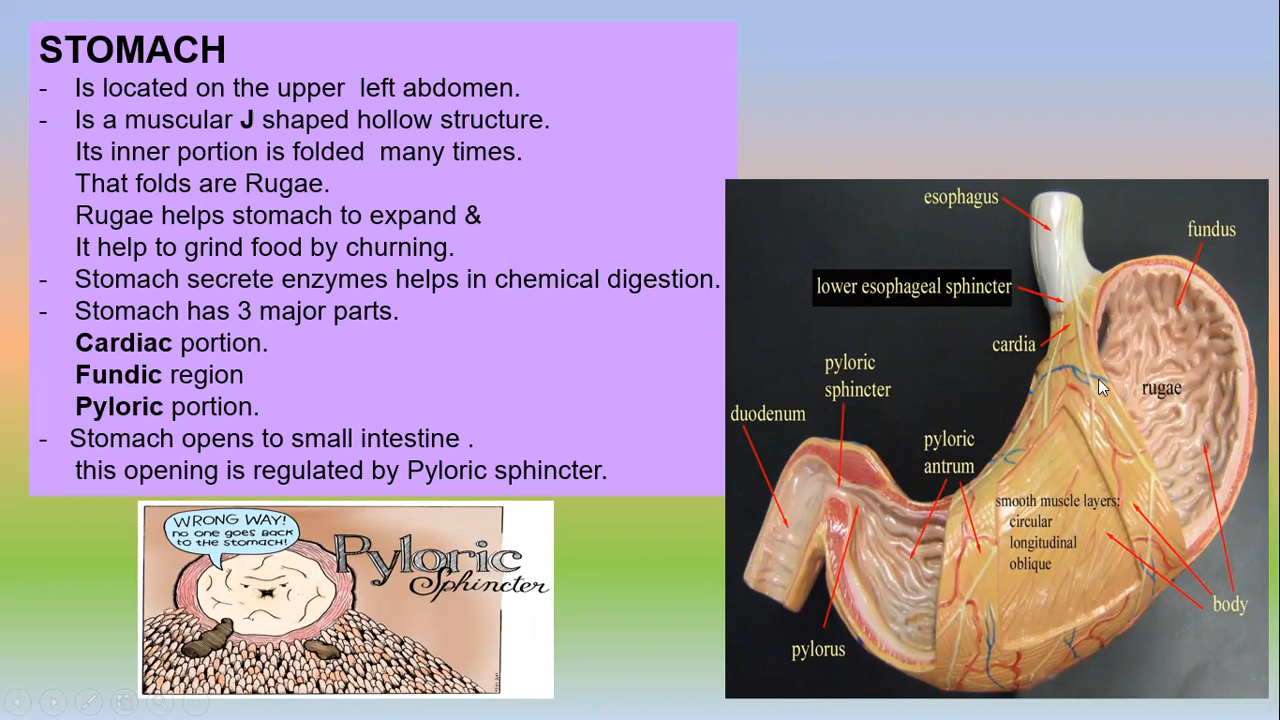 STOMACH
- Is located on the upper left abdomen.
- Is a muscular J shaped hollow structure.
Its inner portion is folded many times.
That folds are Rugae.
Rugae helps stomach to expand &
It help to grind food by churning.
- Stomach secrete enzymes helps in chemical digestion.
- Stomach has 3 major parts.
Cardiac portion.
Fundic region
Pyloric portion.
- Stomach opens to small intestine .
this opening is regulated by Pyloric sphincter.
esophagus
fundus
lower esophageal sphincter
cardia
pyloric
sphincter
rugae
duodenum
pyloric
antrum
smooth muscle layers:
circular
longitudinal
oblique
body
pylorus
WRONG WAY!
no one goes Back
to the stomach!
Pyloric
Sphincter